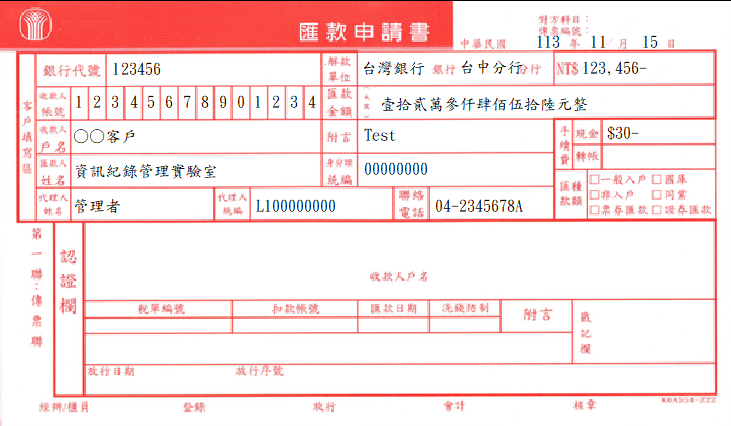 匯款申請書
對方科目：
傳票編號：
中華民國 113 年 11 月 15 日
銀行代號 123456 解款單位 台灣銀行 銀行 台中分行 分行 NT$ 123,456-
客戶填寫區
收款人帳號 1 2 3 4 5 6 7 8 9 0 1 2 3 4 匯款金額 壹拾貳萬參仟肆佰伍拾陸元整
收款人戶名 ○○客戶 附言 Test 手續費 現金 $30-
轉帳
匯款人姓名 資訊紀錄管理實驗室 身分證統編 00000000
匯款種類 □一般入戶 □國庫
□非入戶 □同業
□票券匯款 □證券匯款
代理人姓名 管理者 代理人統編 L100000000 聯絡電話 04-2345678A
第一聯：傳票聯
認證欄
收款人戶名
稅單編號 扣款帳號 匯款日期 洗錢防制 附言 戳記欄
放行日期 放行序號
經辦/櫃員 登錄 放行 會計 核章
K0A554-Z22